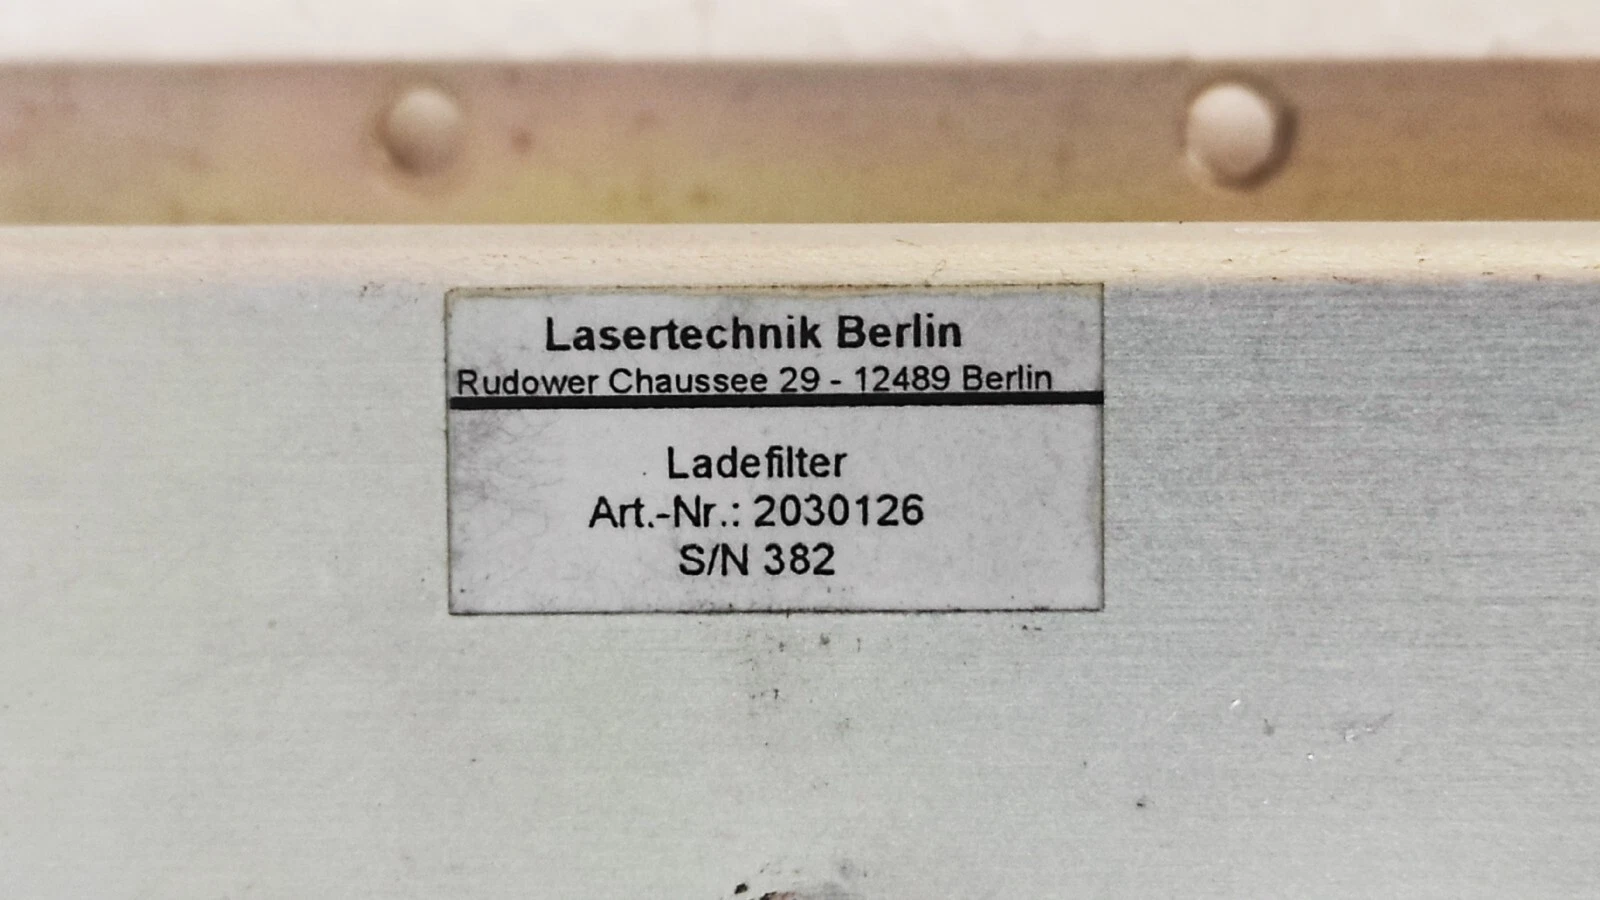 Lasertechnik Berlin
Rudower Chaussee 29 - 12489 Berlin
Ladefilter
Art.-Nr.: 2030126
S/N 382